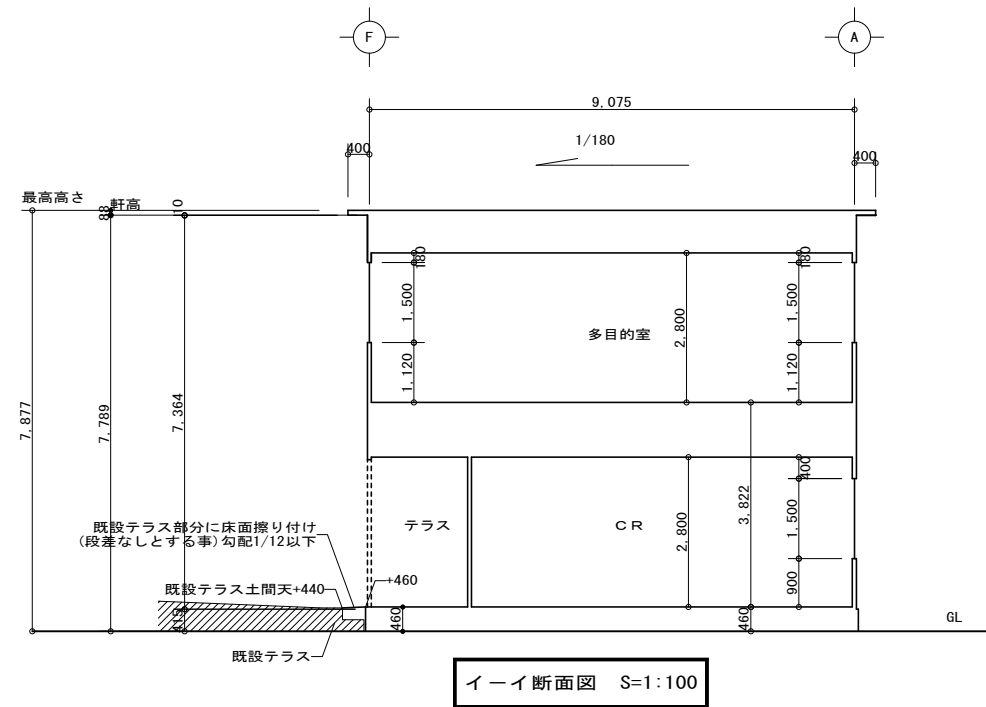 F
A
9,075
1/180
400
400
最高高さ
軒高
88
10
180
180
1,500
1,500
2,800
多目的室
1,120
1,120
7,877
7,789
7,364
400
テラス
CR
2,800
3,822
1,500
900
既設テラス部分に床面擦り付け
(段差なしとする事)勾配1/12以下
+460
既設テラス土間天+440
415
460
460
GL
既設テラス
イーイ断面図 S=1:100